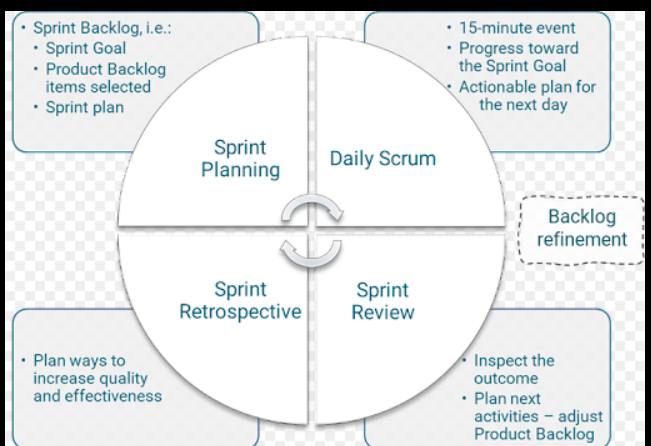 • Sprint Backlog, i.e.:
• Sprint Goal
• Product Backlog
items selected
• Sprint plan
• 15-minute event
• Progress toward
the Sprint Goal
• Actionable plan for
the next day
Sprint
Planning
Daily Scrum
Backlog
refinement
Sprint
Retrospective
Sprint
Review
• Plan ways to
increase quality
and effectiveness
• Inspect the
outcome
• Plan next
activities – adjust
Product Backlog